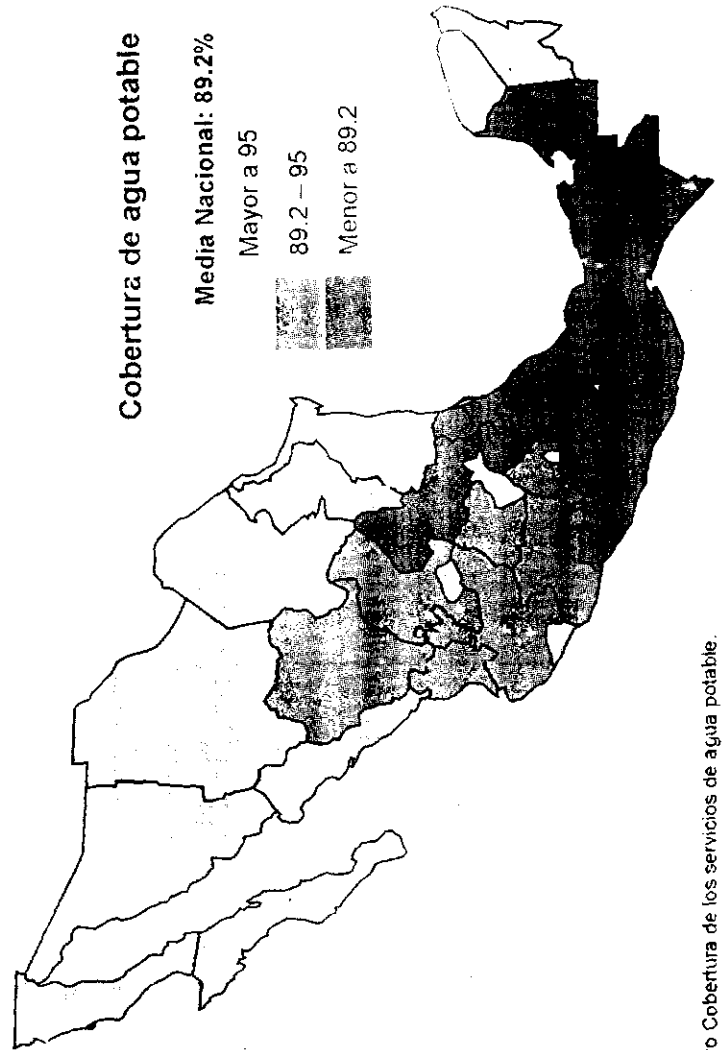 Cobertura de agua potable
Media Nacional: 89.2%
Mayor a 95
89.2 – 95
Menor a 89.2
Cobertura de los servicios de agua potable.